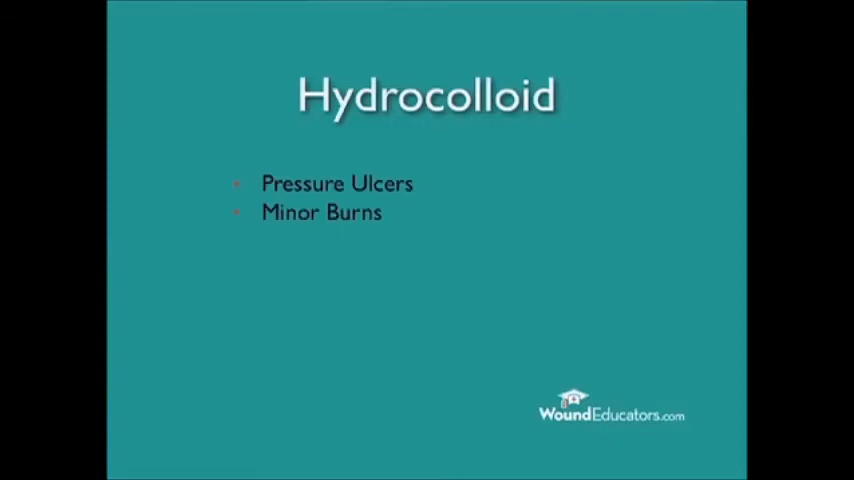 Hydrocolloid
• Pressure Ulcers
• Minor Burns
WoundEducators.com